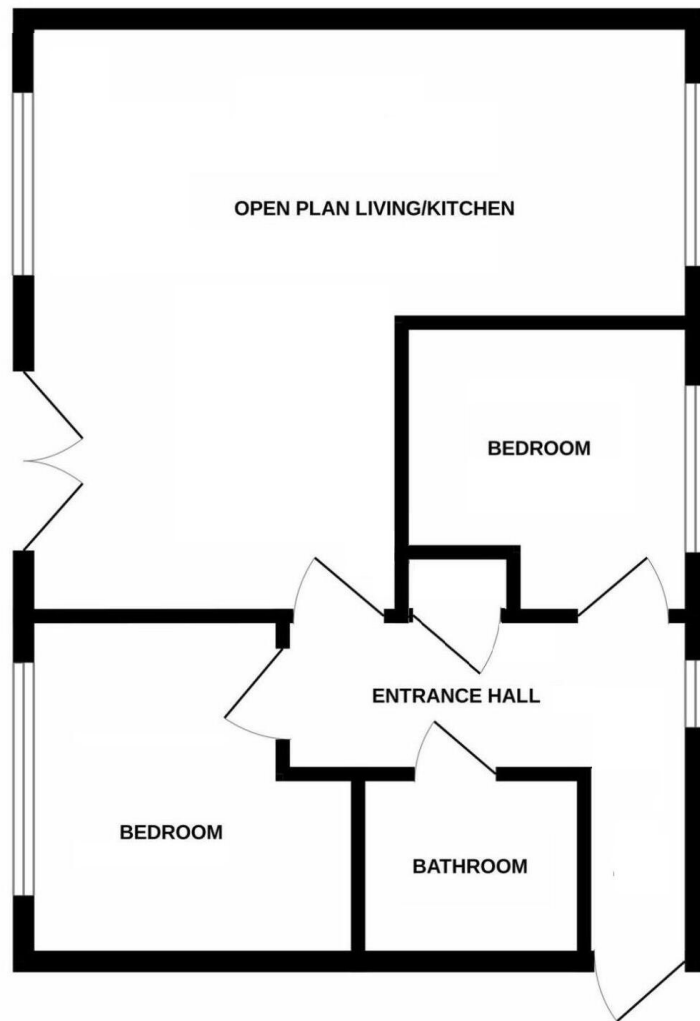 OPEN PLAN LIVING/KITCHEN
BEDROOM
ENTRANCE HALL
BEDROOM
BATHROOM